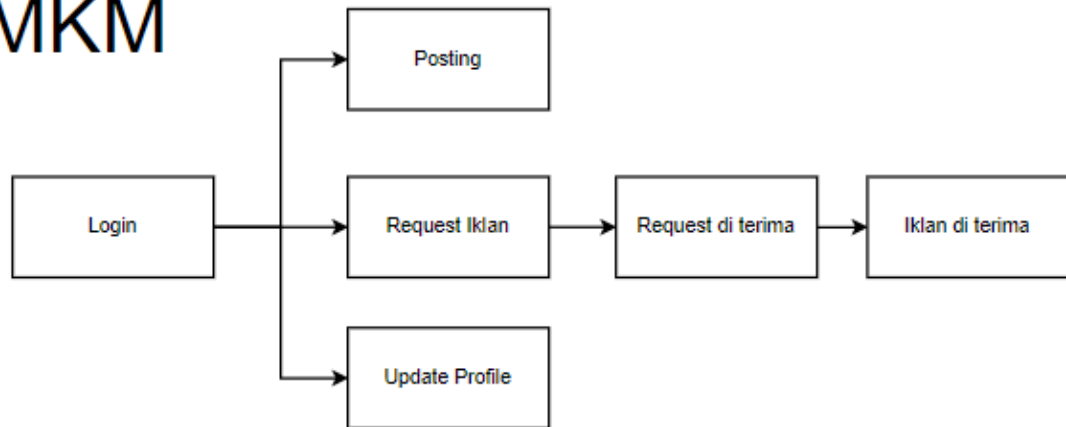 MKM
Posting
Login
Request Iklan
Request di terima
Iklan di terima
Update Profile